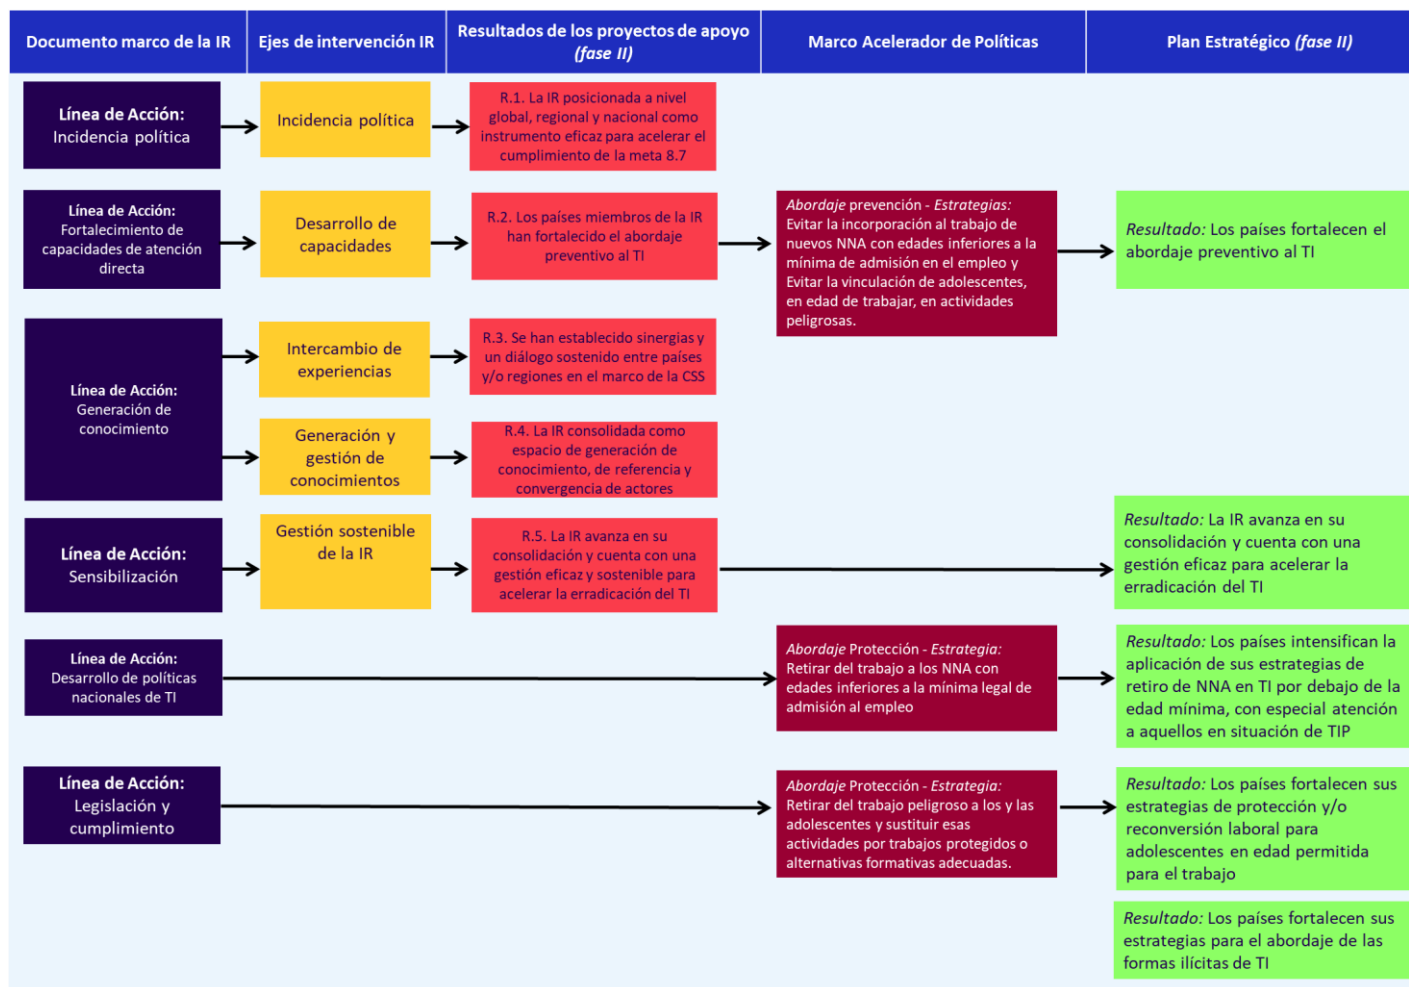 Documento marco de la IR
Ejes de intervención IR
Resultados de los proyectos de apoyo
(fase II)
Marco Acelerador de Políticas
Plan Estratégico (fase II)
Línea de Acción:
Incidencia política
Incidencia política
R.1. La IR posicionada a nivel
global, regional y nacional como
instrumento eficaz para acelerar el
cumplimiento de la meta 8.7
Línea de Acción:
Fortalecimiento de
capacidades de atención
directa
Desarrollo de
capacidades
R.2. Los países miembros de la IR
han fortalecido el abordaje
preventivo al TI
Abordaje prevención - Estrategias:
Evitar la incorporación al trabajo de
nuevos NNA con edades inferiores a la
mínima de admisión en el empleo y
Evitar la vinculación de adolescentes,
en edad de trabajar, en actividades
peligrosas.
Resultado: Los países fortalecen el
abordaje preventivo al TI
Línea de Acción:
Generación de
conocimiento
Intercambio de
experiencias
R.3. Se han establecido sinergias y
un diálogo sostenido entre países
y/o regiones en el marco de la CSS
Generación y
gestión de
conocimientos
R.4. La IR consolidada como
espacio de generación de
conocimiento, de referencia y
convergencia de actores
Línea de Acción:
Sensibilización
Gestión sostenible
de la IR
R.5. La IR avanza en su
consolidación y cuenta con una
gestión eficaz y sostenible para
acelerar la erradicación del TI
Resultado: La IR avanza en su
consolidación y cuenta con una
gestión eficaz para acelerar la
erradicación del TI
Línea de Acción:
Desarrollo de políticas
nacionales de TI
Abordaje Protección - Estrategia:
Retirar del trabajo a los NNA con
edades inferiores a la mínima legal de
admisión al empleo
Resultado: Los países intensifican la
aplicación de sus estrategias de
retiro de NNA en TI por debajo de la
edad mínima, con especial atención
a aquellos en situación de TIP
Línea de Acción:
Legislación y
cumplimiento
Abordaje Protección - Estrategia:
Retirar del trabajo peligroso a los y las
adolescentes y sustituir esas
actividades por trabajos protegidos o
alternativas formativas adecuadas.
Resultado: Los países fortalecen sus
estrategias de protección y/o
reconversión laboral para
adolescentes en edad permitida
para el trabajo
Resultado: Los países fortalecen sus
estrategias para el abordaje de las
formas ilícitas de TI